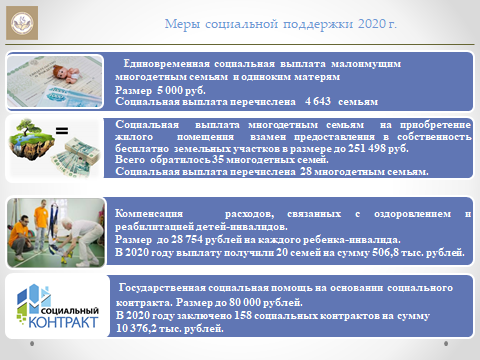 Меры социальной поддержки 2020 г.
Единовременная социальная выплата малоимущим
многодетным семьям и одиноким матерям
Размер 5 000 руб.
Социальная выплата перечислена 4 643 семьям
=
Социальная выплата многодетным семьям на приобретение
жилого помещения взамен предоставления в собственность
бесплатно земельных участков в размере до 251 498 руб.
Всего обратилось 35 многодетных семей.
Социальная выплата перечислена 28 многодетным семьям.
Компенсация расходов, связанных с оздоровлением и
реабилитацией детей-инвалидов.
Размер до 28 754 рублей на каждого ребенка-инвалида.
В 2020 году выплату получили 20 семей на сумму 506,8 тыс. рублей.
СОЦИАЛЬНЫЙ
КОНТРАКТ
Государственная социальная помощь на основании социального
контракта. Размер до 80 000 рублей.
В 2020 году заключено 158 социальных контрактов на сумму
10 376,2 тыс. рублей.